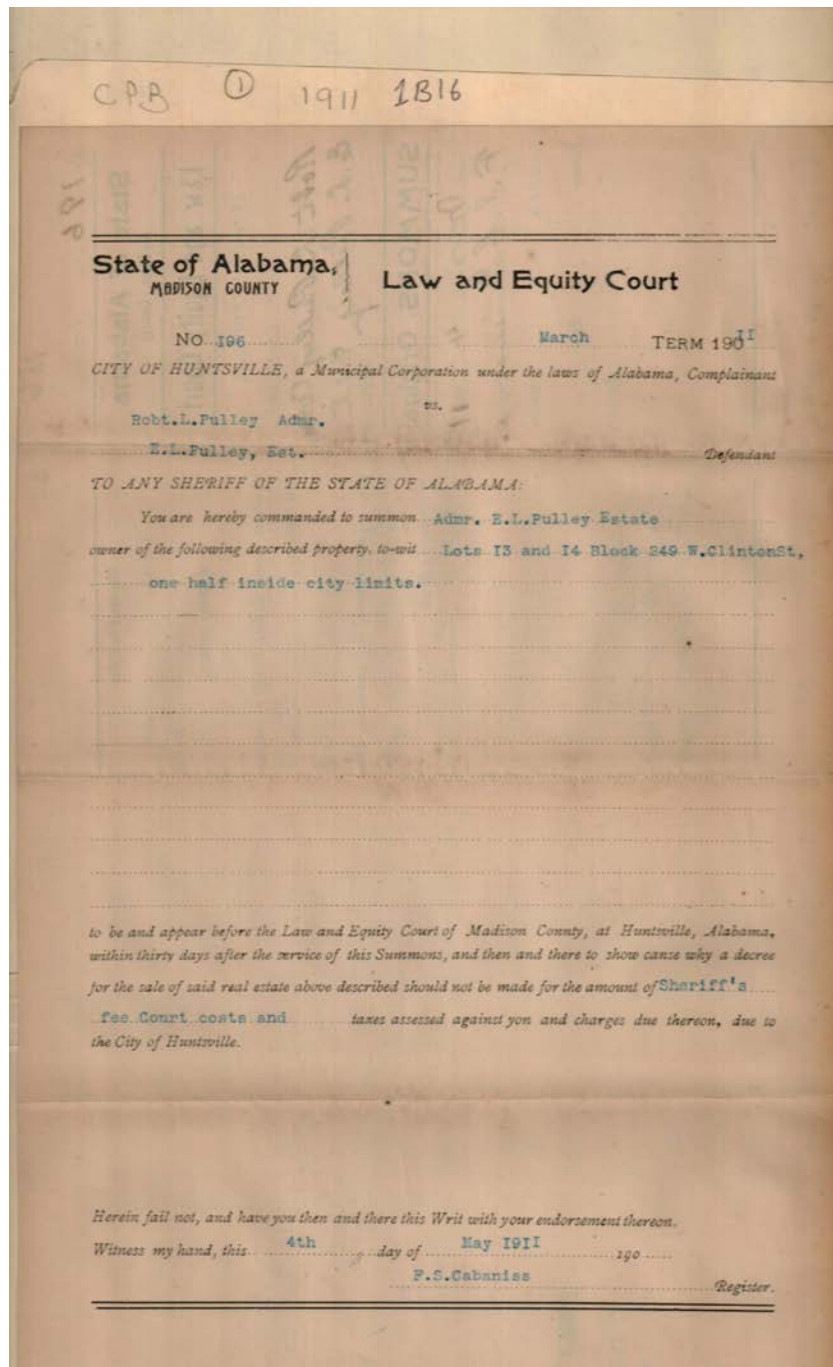 CPB ① 1911 1B16
State of Alabama, Law and Equity Court
MADISON COUNTY
NO. I96 March TERM 190II
CITY OF HUNTSVILLE, a Municipal Corporation under the laws of Alabama, Complainant
vs.
Robt.L.Pulley Admr.
E.L.Pulley, Est. Defendant
TO ANY SHERIFF OF THE STATE OF ALABAMA:
You are hereby commanded to summon Admr. E.L.Pulley Estate
owner of the following described property, to-wit Lots I3 and I4 Block 249 W.ClintonSt,
one half inside city limits.
to be and appear before the Law and Equity Court of Madison County, at Huntsville, Alabama,
within thirty days after the service of this Summons, and then and there to show canse why a decree
for the sale of said real estate above described should not be made for the amount of Sheriff's
fee Court costs and taxes assessed against yon and charges due thereon, due to
the City of Huntsville.
Herein fail not, and have you then and there this Writ with your endorsement thereon.
Witness my hand, this 4th day of May I9II 190
F.S.Cabaniss Register.